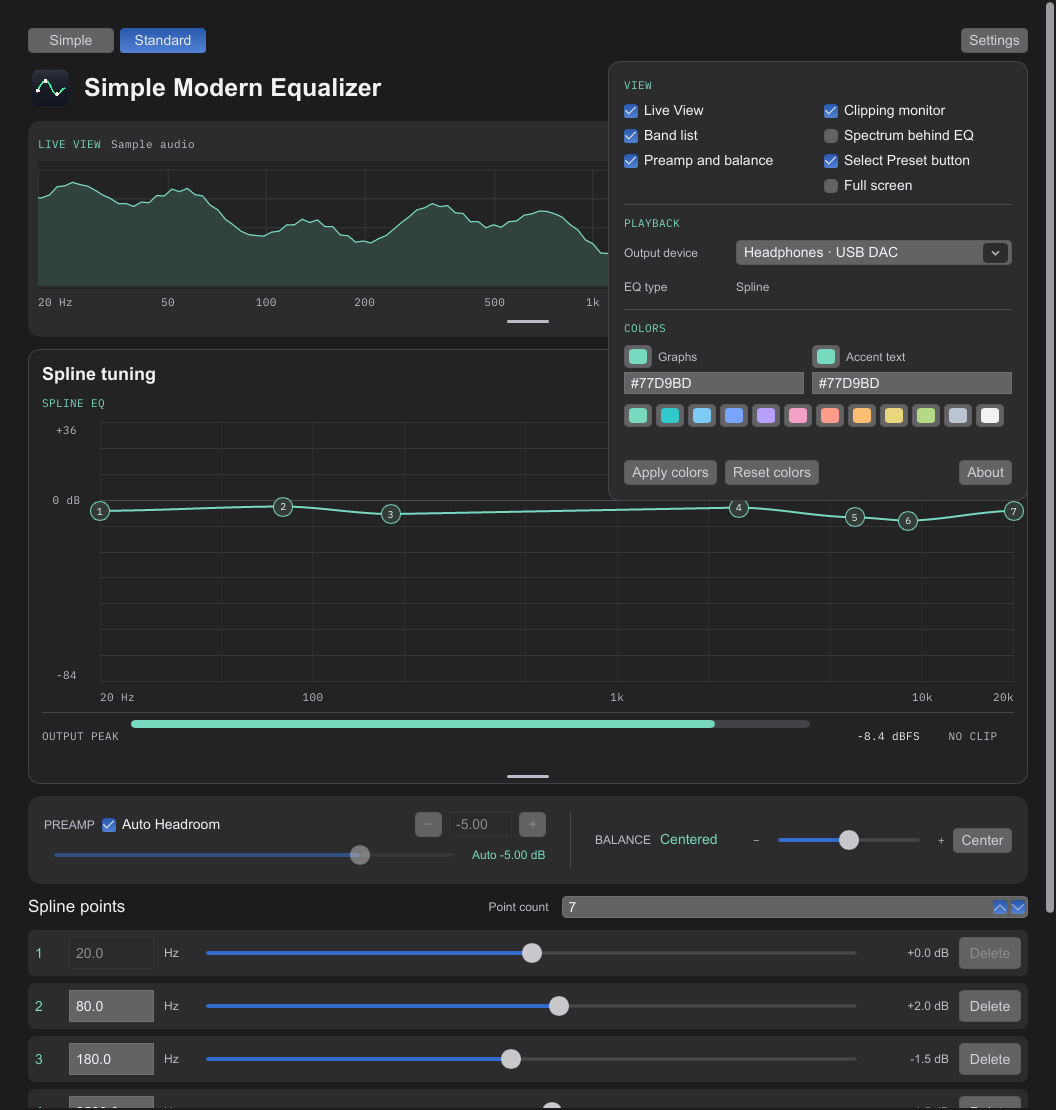 Simple
Standard
Settings
Simple Modern Equalizer
VIEW
Live View
Clipping monitor
Band list
Spectrum behind EQ
Preamp and balance
Select Preset button
Full screen
PLAYBACK
Output device
Headphones · USB DAC
EQ type
Spline
COLORS
Graphs
Accent text
#77D9BD
#77D9BD
Apply colors
Reset colors
About
LIVE VIEW Sample audio
20 Hz
50
100
200
500
1k
Spline tuning
SPLINE EQ
+36
0 dB
1
2
3
4
5
6
7
-84
20 Hz
100
1k
10k
20k
OUTPUT PEAK
-8.4 dBFS
NO CLIP
PREAMP
Auto Headroom
−
-5.00
+
Auto -5.00 dB
BALANCE
Centered
−
+
Center
Spline points
Point count
7
1
20.0
Hz
+0.0 dB
Delete
2
80.0
Hz
+2.0 dB
Delete
3
180.0
Hz
-1.5 dB
Delete